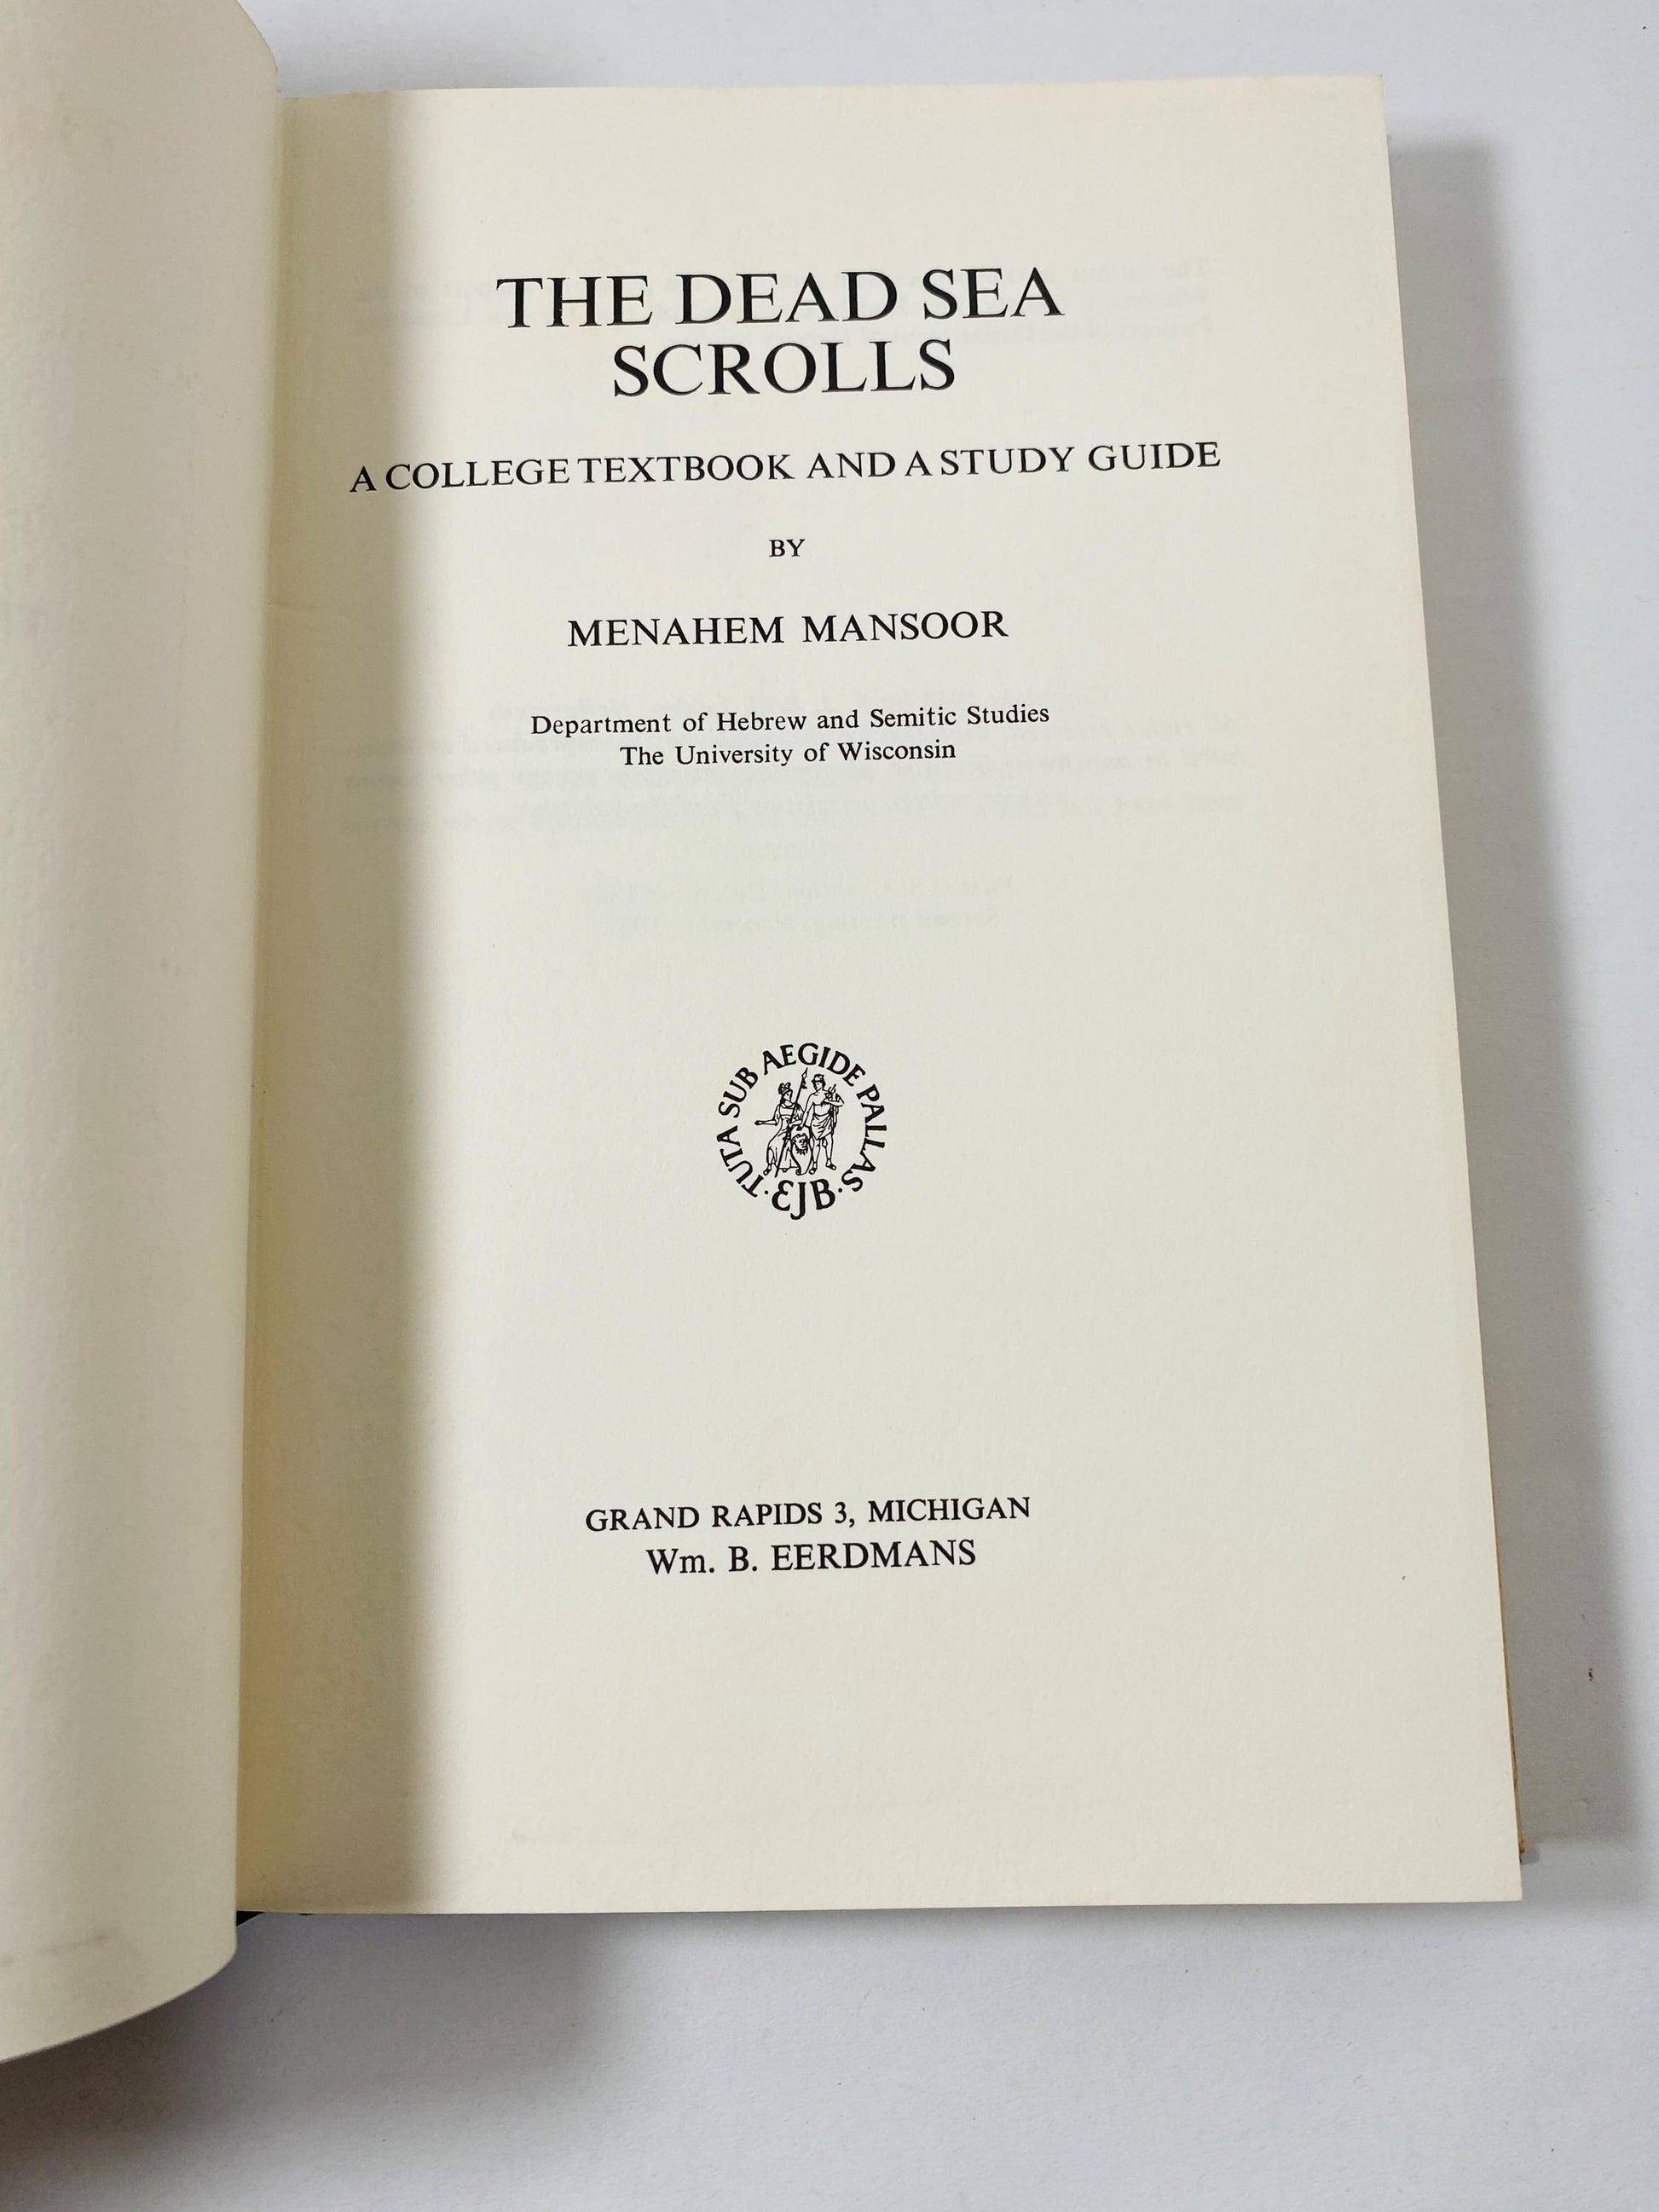 THE DEAD SEA
SCROLLS
A COLLEGE TEXTBOOK AND A STUDY GUIDE
BY
MENAHEM MANSOOR
Department of Hebrew and Semitic Studies
The University of Wisconsin
TUTA SUB AEGIDE PALLAS
EJB
GRAND RAPIDS 3, MICHIGAN
Wm. B. EERDMANS